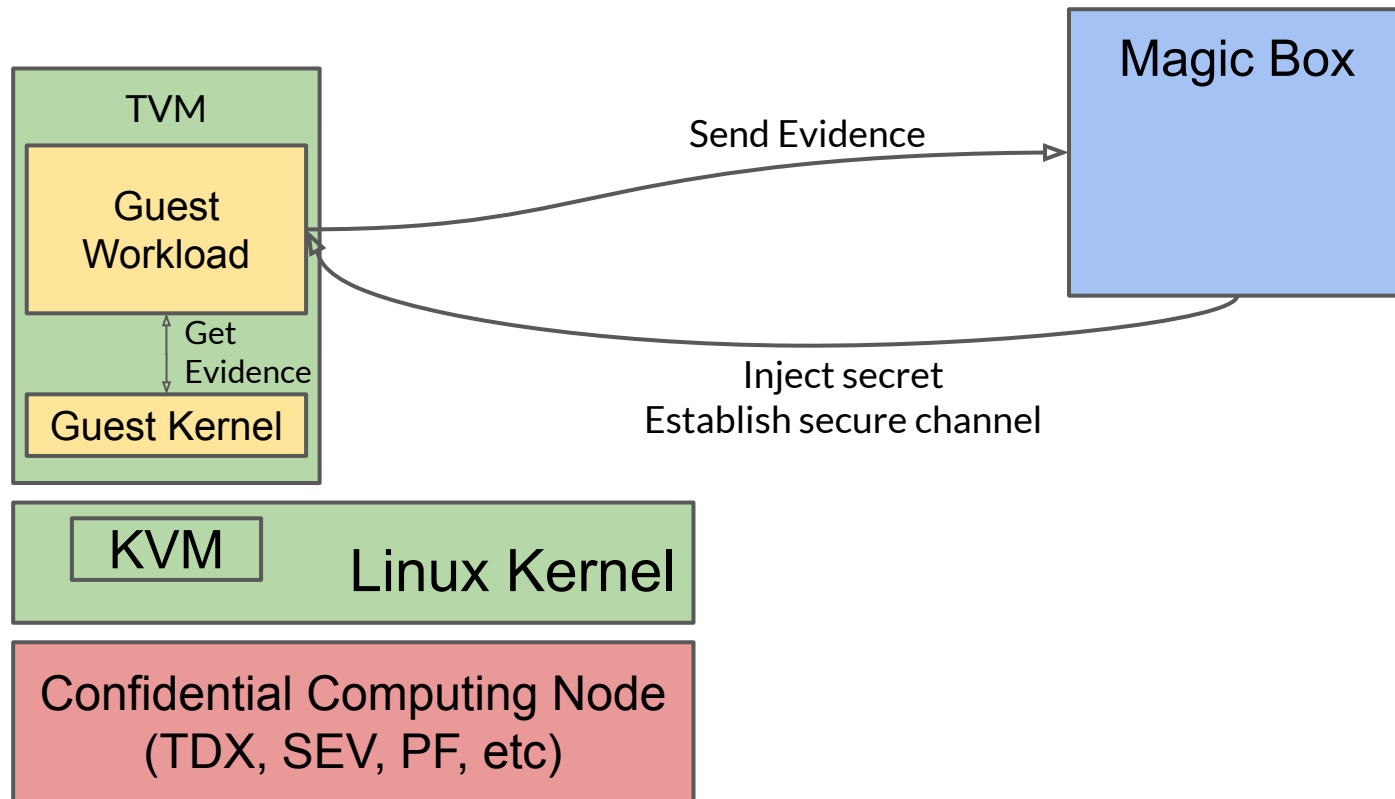 Magic Box
TVM
Send Evidence
Guest
Workload
Get
Evidence
Guest Kernel
Inject secret
Establish secure channel
KVM
Linux Kernel
Confidential Computing Node
(TDX, SEV, PF, etc)